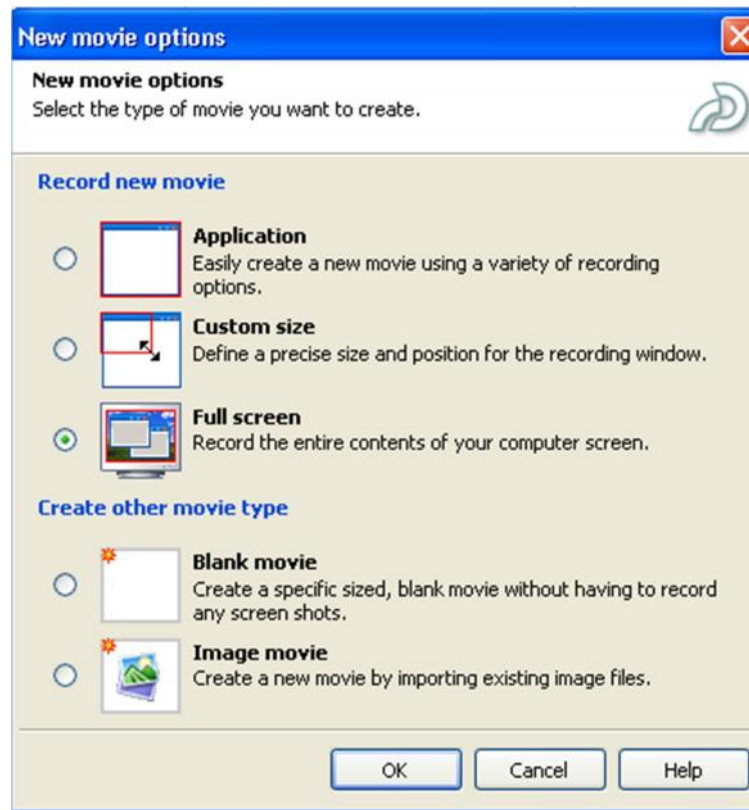 New movie options
New movie options
Select the type of movie you want to create.
Record new movie
Application
Easily create a new movie using a variety of recording
options.
Custom size
Define a precise size and position for the recording window.
Full screen
Record the entire contents of your computer screen.
Create other movie type
Blank movie
Create a specific sized, blank movie without having to record
any screen shots.
Image movie
Create a new movie by importing existing image files.
OK Cancel Help